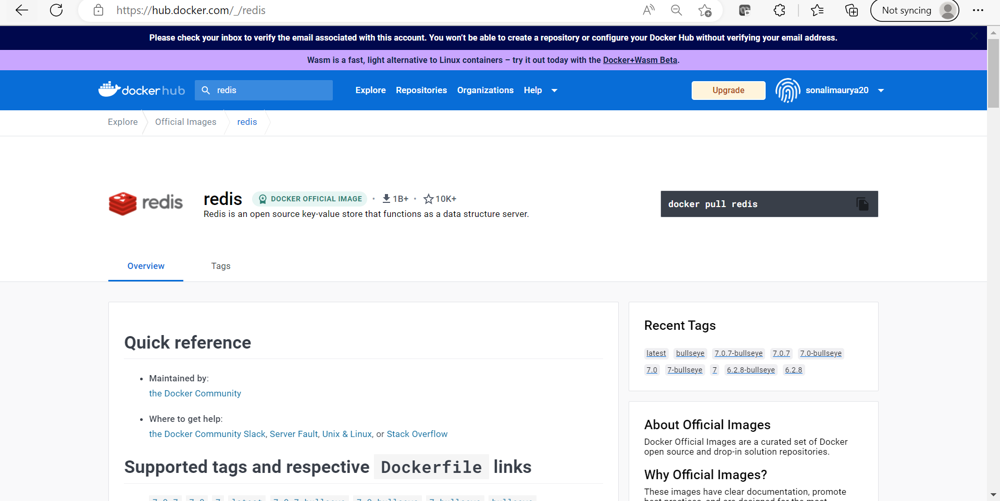 https://hub.docker.com/_/redis
Not syncing
Please check your inbox to verify the email associated with this account. You won't be able to create a repository or configure your Docker Hub without verifying your email address.
Wasm is a fast, light alternative to Linux containers – try it out today with the Docker+Wasm Beta.
docker hub redis Explore Repositories Organizations Help Upgrade sonalimaurya20
Explore Official Images redis
redis
redis DOCKER OFFICIAL IMAGE • 1B+ • 10K+
Redis is an open source key-value store that functions as a data structure server.
docker pull redis
Overview Tags
Quick reference
• Maintained by:
the Docker Community
• Where to get help:
the Docker Community Slack, Server Fault, Unix & Linux, or Stack Overflow
Supported tags and respective Dockerfile links
Recent Tags
latest bullseye 7.0.7-bullseye 7.0.7 7.0-bullseye
7.0 7-bullseye 7 6.2.8-bullseye 6.2.8
About Official Images
Docker Official Images are a curated set of Docker
open source and drop-in solution repositories.
Why Official Images?
These images have clear documentation, promote